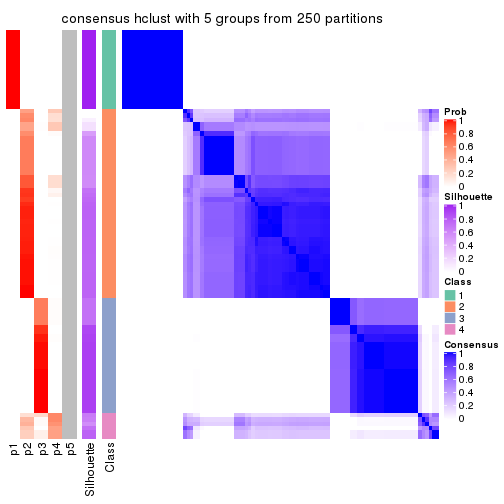 consensus hclust with 5 groups from 250 partitions
Prob
1
0.8
0.6
0.4
0.2
0
Silhouette
1
0.8
0.6
0.4
0.2
0
Class
1
2
3
4
Consensus
1
0.8
0.6
0.4
0.2
0
p1
p2
p3
p4
p5
Silhouette
Class